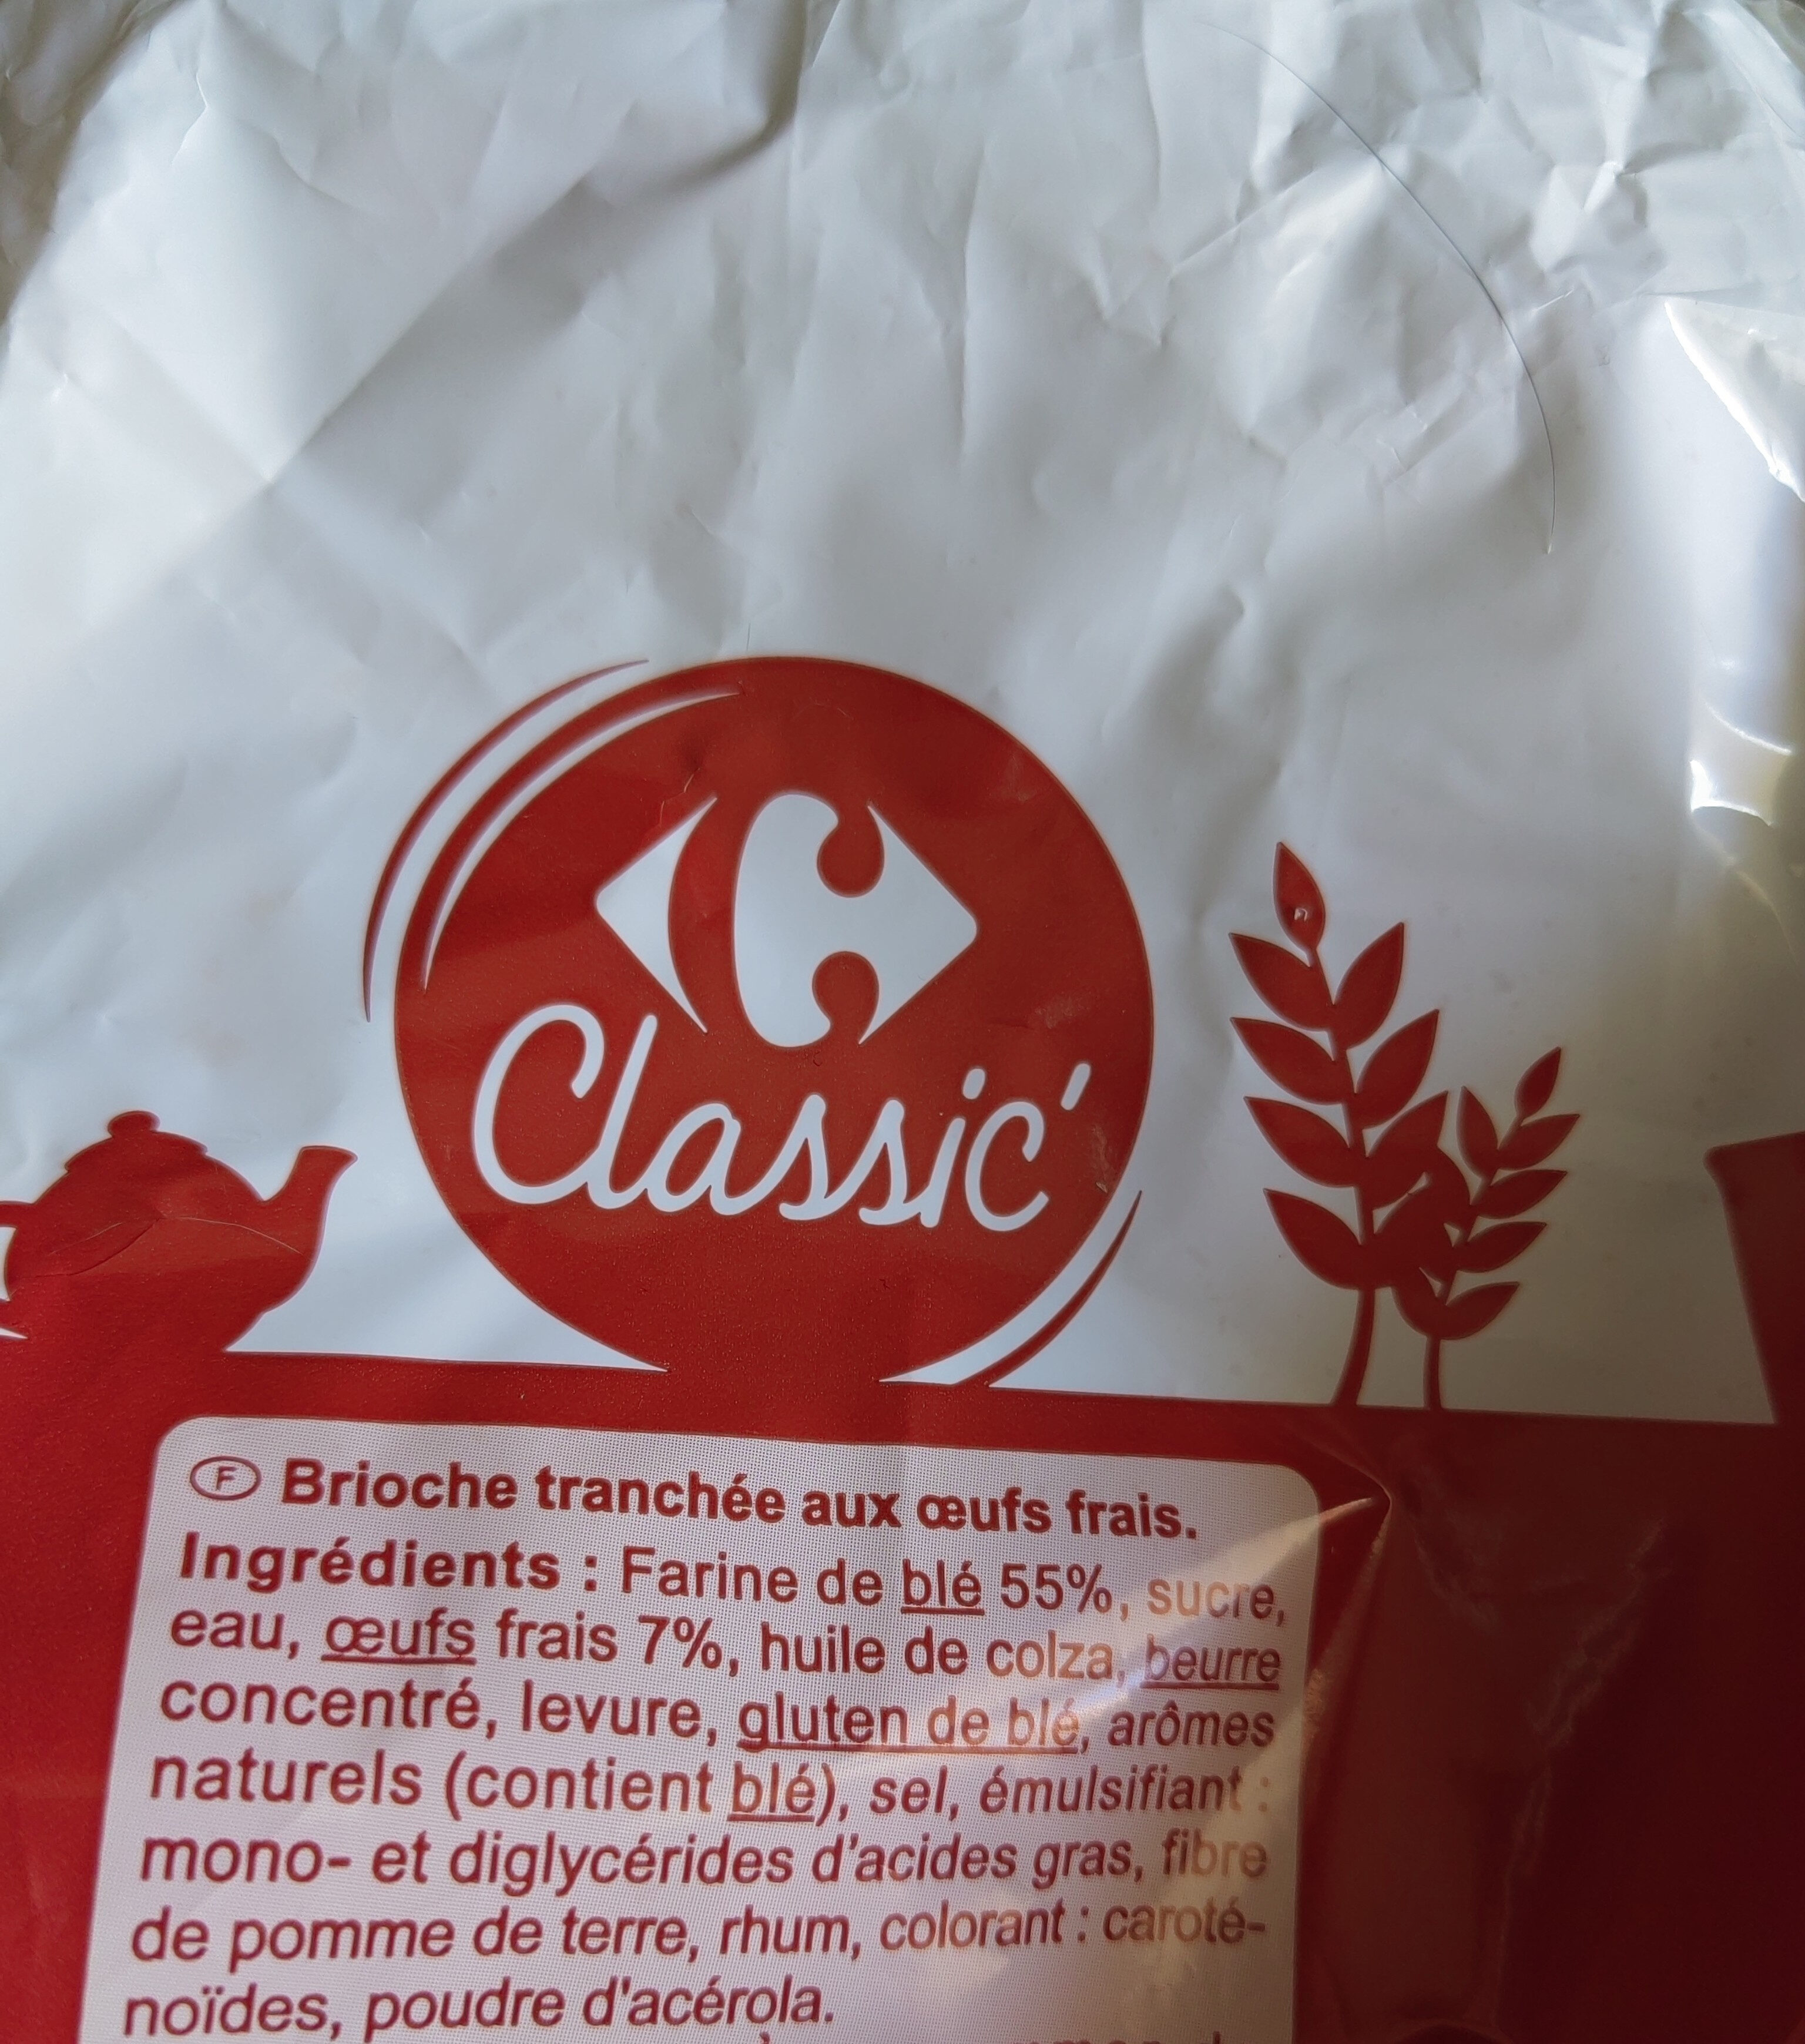 Classic'
F Brioche tranchée aux œufs frais.
Ingrédients : Farine de blé 55%, sucre,
eau, œufs frais 7%, huile de colza, beurre
concentré, levure, gluten de blé, arômes
naturels (contient blé), sel, émulsifiant :
mono- et diglycérides d'acides gras, fibre
de pomme de terre, rhum, colorant : caroté-
noïdes, poudre d'acérola.